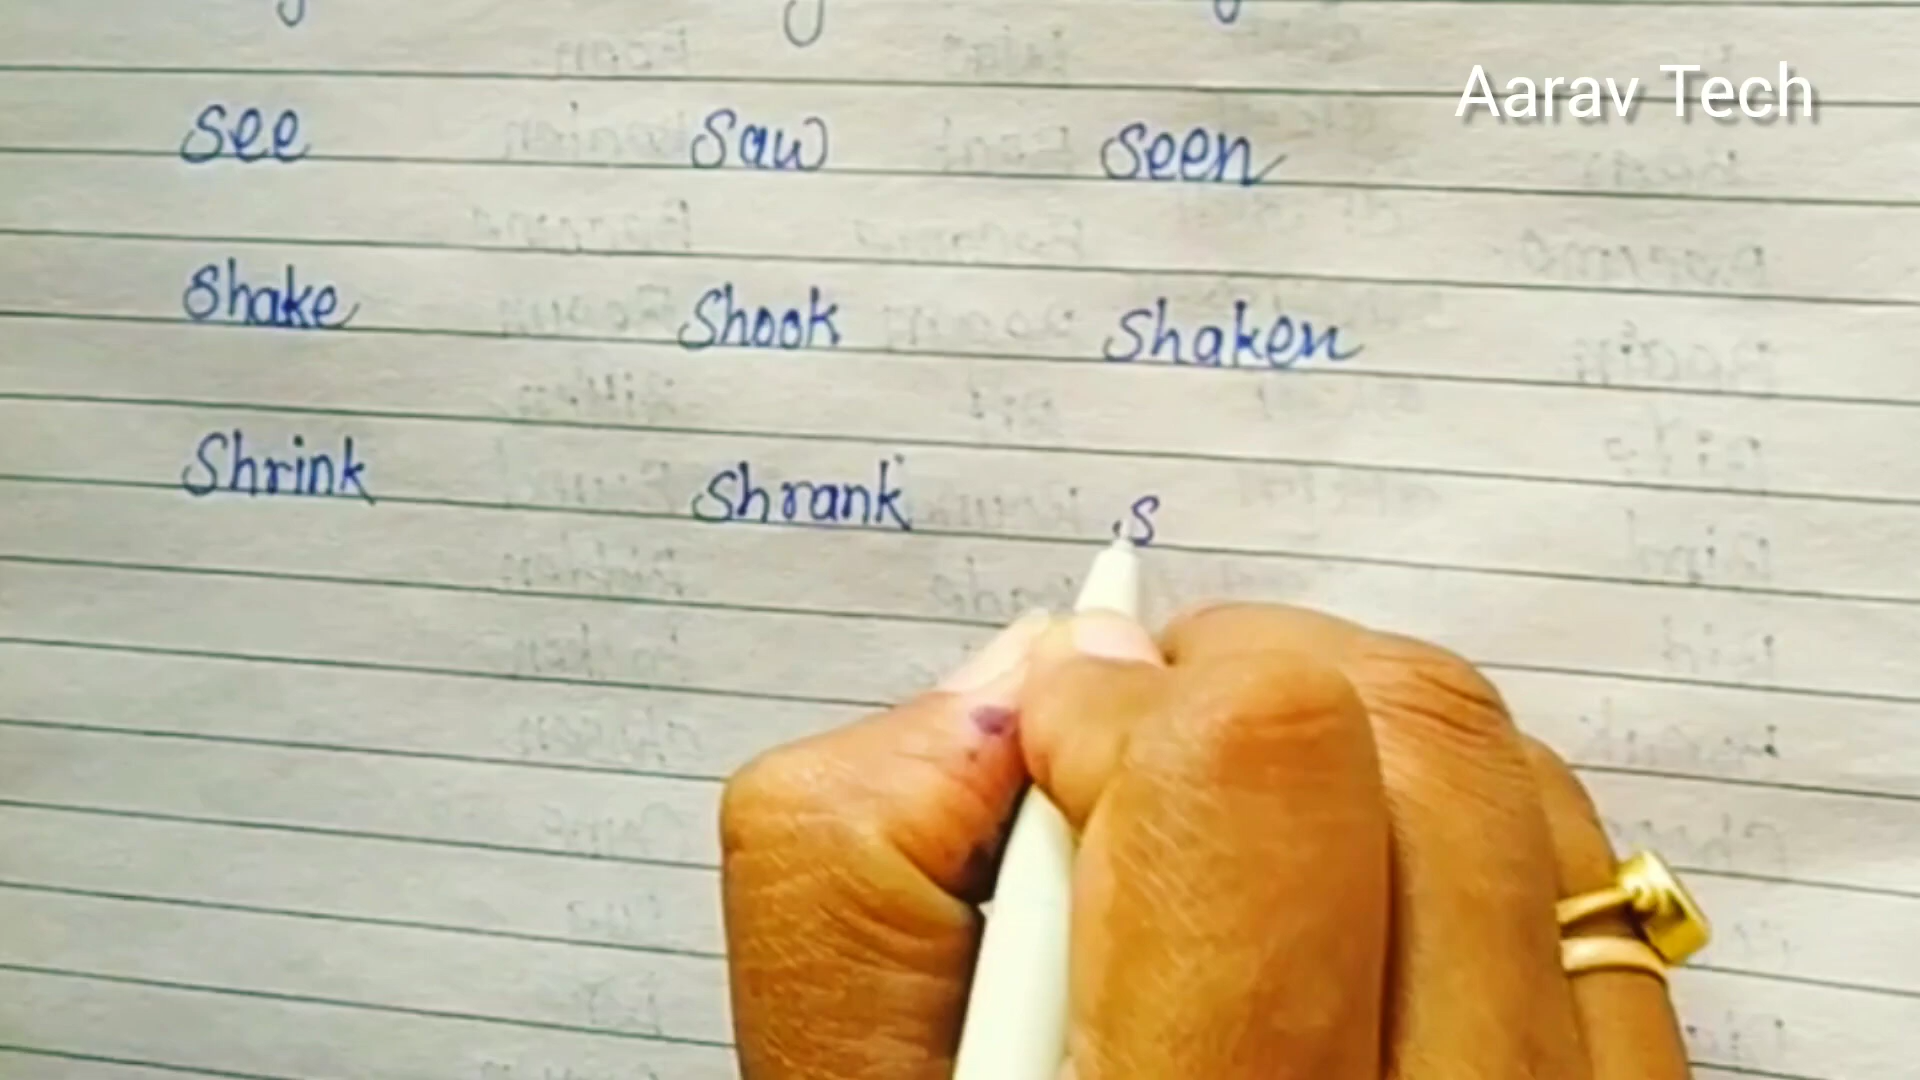 Aarav Tech
see saw seen
Shake Shook Shaken
Shrink Shrank s